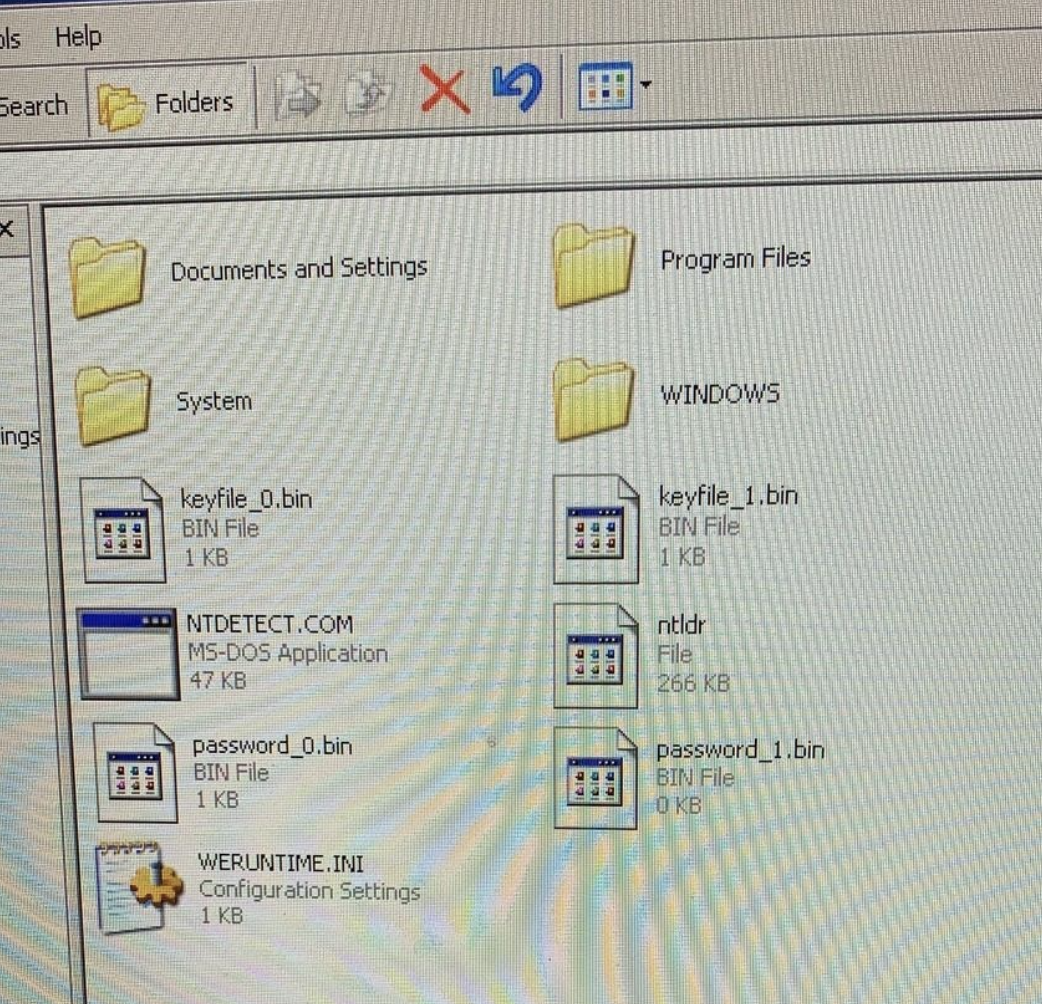 Help
Search
Folders
Documents and Settings
Program Files
System
WINDOWS
ings
keyfile_0.bin
BIN File
1 KB
keyfile_1.bin
BIN File
1 KB
NTDETECT.COM
MS-DOS Application
47 KB
ntldr
File
266 KB
password_0.bin
BIN File
1 KB
password_1.bin
BIN File
0 KB
WERUNTIME.INI
Configuration Settings
1 KB